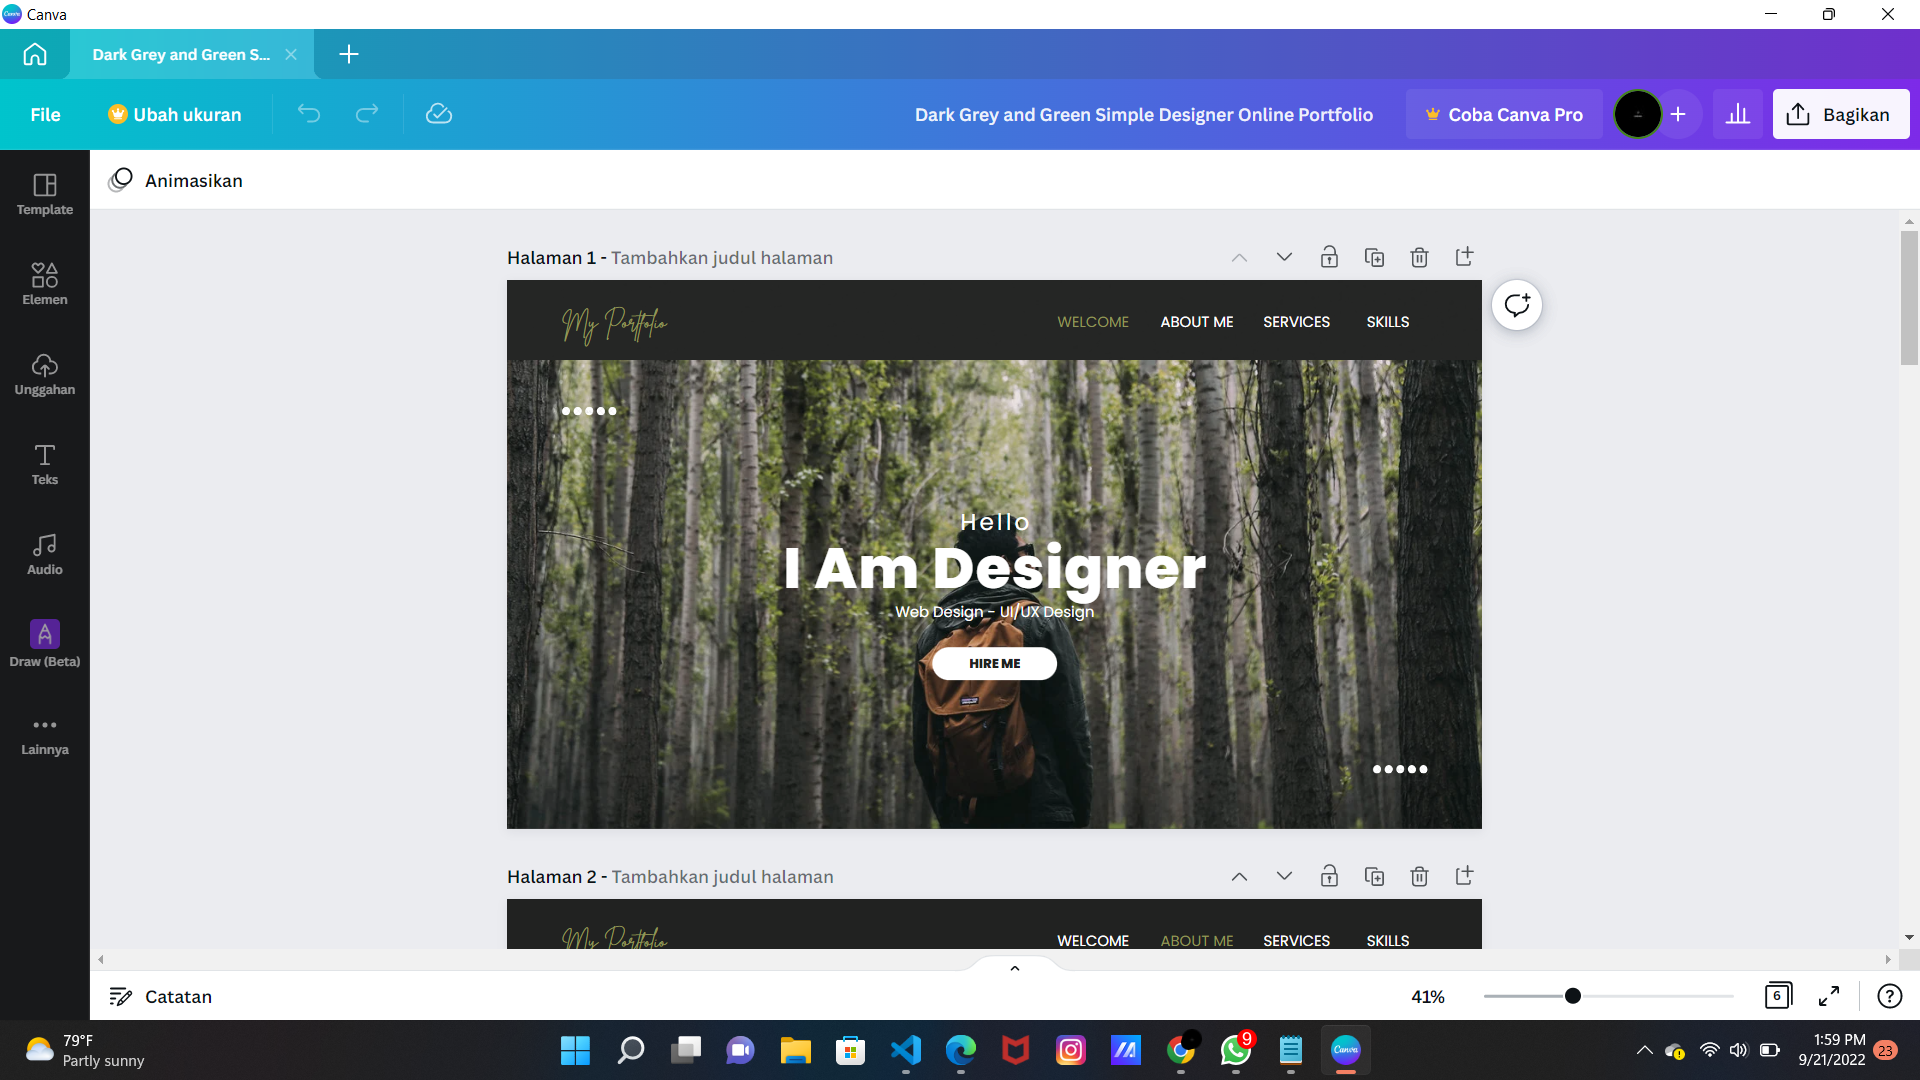 Canva
Dark Grey and Green S...
File
Ubah ukuran
Dark Grey and Green Simple Designer Online Portfolio
Coba Canva Pro
Bagikan
Animasikan
Template
Elemen
Unggahan
Teks
Audio
Draw (Beta)
Lainnya
Halaman 1 - Tambahkan judul halaman
My Portfolio
WELCOME ABOUT ME SERVICES SKILLS
Hello
I Am Designer
Web Design - UI/UX Design
HIRE ME
Halaman 2 - Tambahkan judul halaman
My Portfolio
WELCOME ABOUT ME SERVICES SKILLS
Catatan
41%
6
?
79°F
Partly sunny
9
Canva
1:59 PM
9/21/2022
23